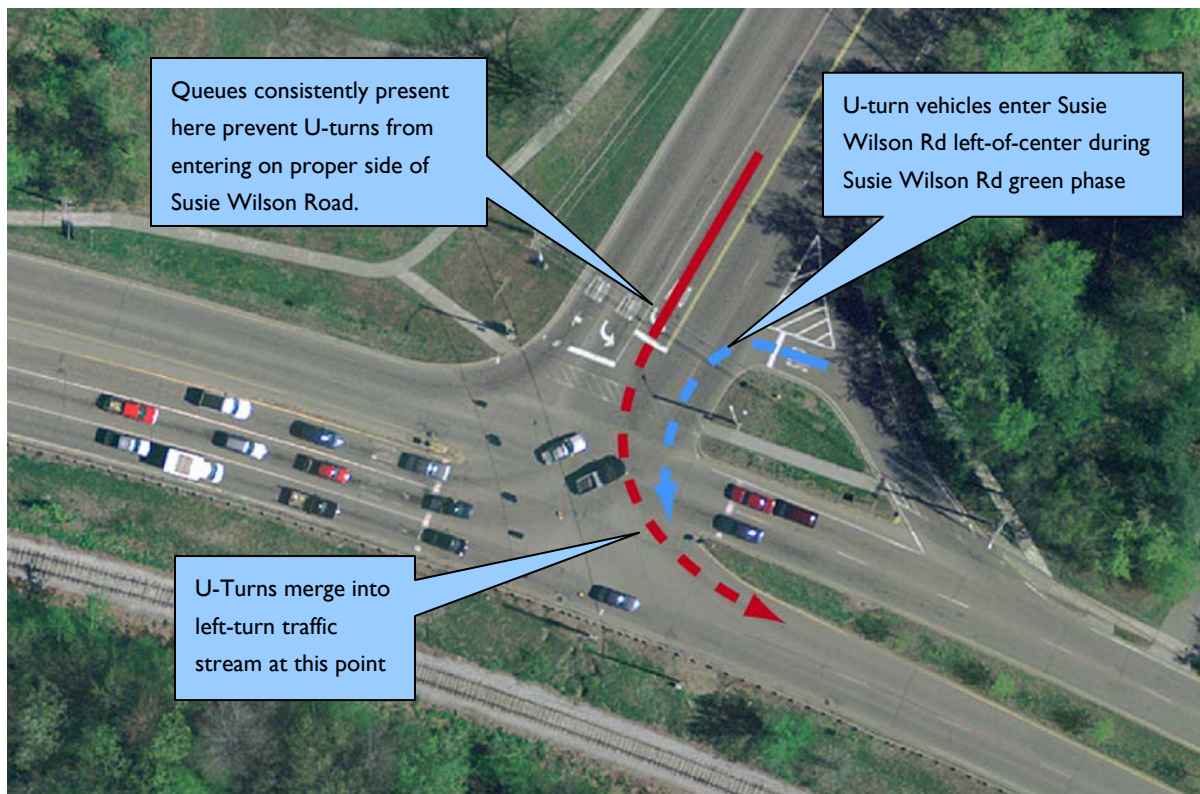 Queues consistently present
here prevent U-turns from
entering on proper side of
Susie Wilson Road.
U-turn vehicles enter Susie
Wilson Rd left-of-center during
Susie Wilson Rd green phase
U-Turns merge into
left-turn traffic
stream at this point